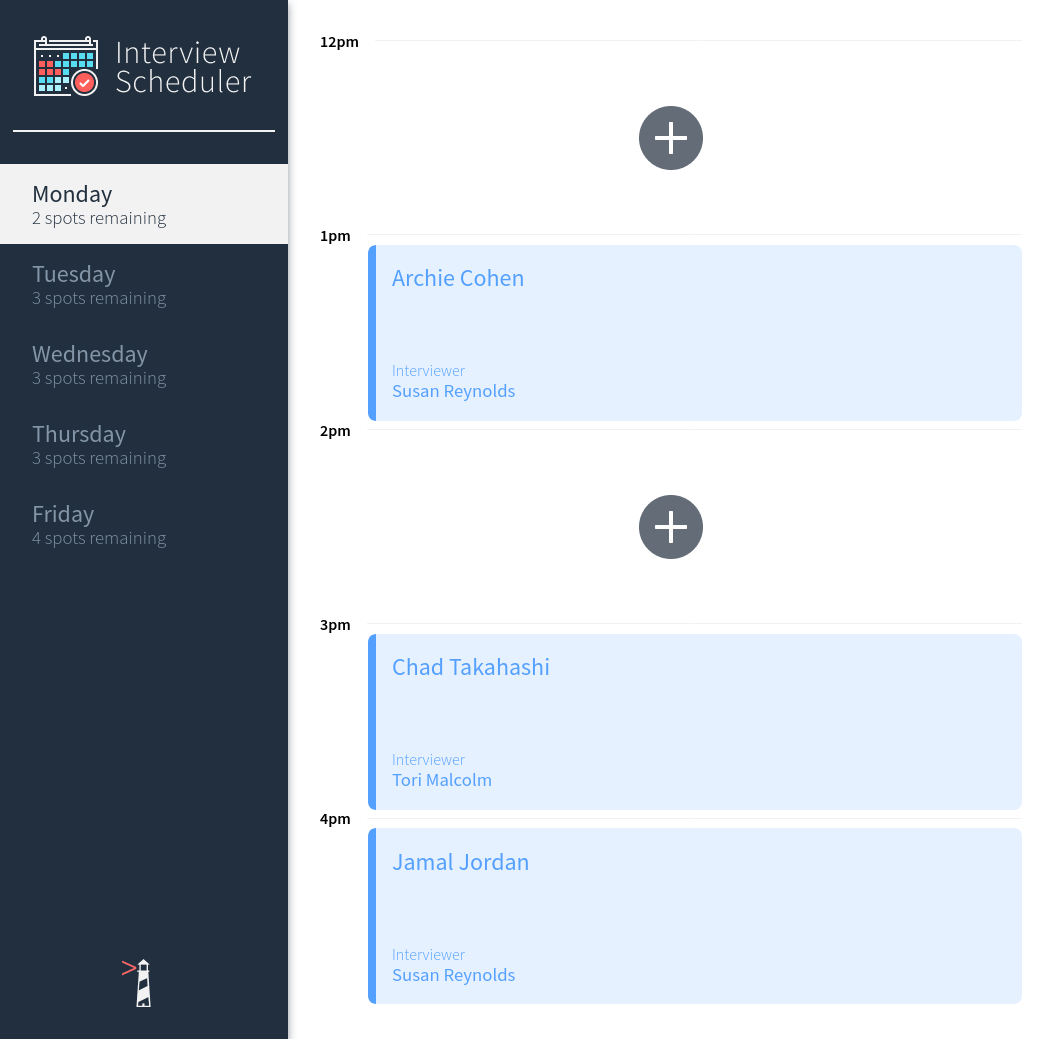 Interview
Scheduler
Monday
2 spots remaining
Tuesday
3 spots remaining
Wednesday
3 spots remaining
Thursday
3 spots remaining
Friday
4 spots remaining
12pm
1pm
Archie Cohen
Interviewer
Susan Reynolds
2pm
3pm
Chad Takahashi
Interviewer
Tori Malcolm
4pm
Jamal Jordan
Interviewer
Susan Reynolds